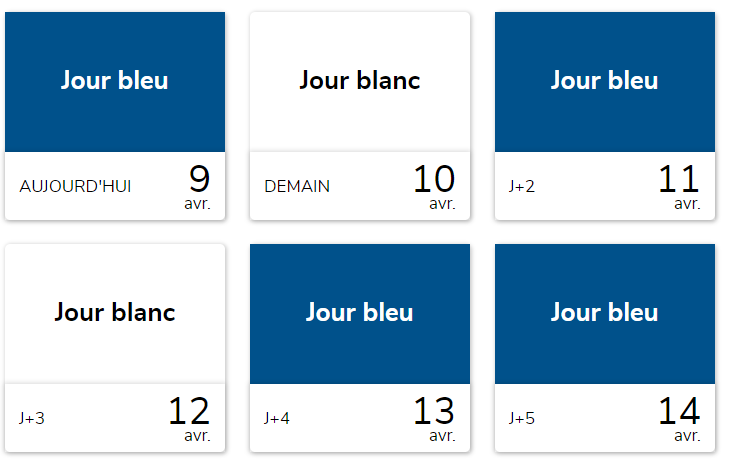 Jour bleu
AUJOURD'HUI 9
avr.
Jour blanc
DEMAIN 10
avr.
Jour bleu
J+2 11
avr.
Jour blanc
J+3 12
avr.
Jour bleu
J+4 13
avr.
Jour bleu
J+5 14
avr.